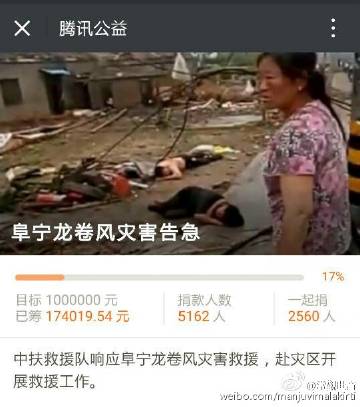 腾讯公益
阜宁龙卷风灾害告急
17%
目标 1000000 元
已筹 174019.54 元
捐款人数
5162 人
一起捐
2560 人
中扶救援队响应阜宁龙卷风灾害救援，赴灾区开
展救援工作。
weibo.com/manjuvimalakirti